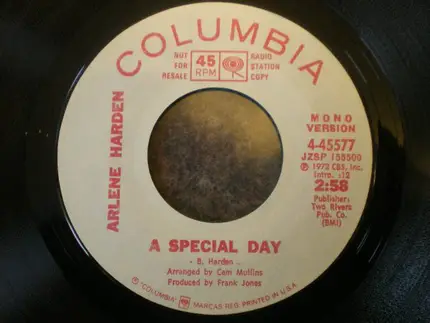 COLUMBIA
NOT FOR RESALE
45 RPM
RADIO STATION COPY
ARLENE HARDEN
MONO VERSION
4-45577
JZSP 155500
℗ 1972 CBS, Inc.
Intro. :12
2:58
Publisher:
Two Rivers
Pub. Co.
(BMI)
A SPECIAL DAY
- B. Harden -
Arranged by Cam Mullins
Produced by Frank Jones
® "COLUMBIA", MARCAS REG. PRINTED IN U.S.A.